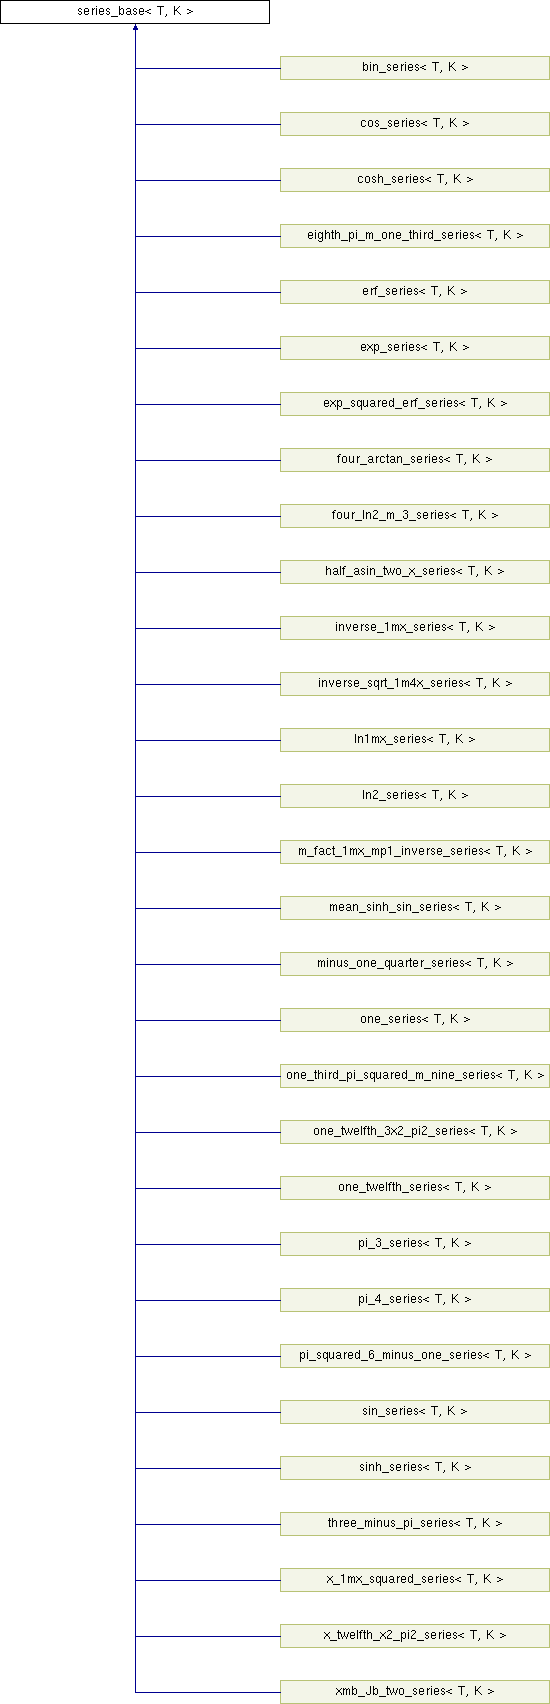 series_base< T, K >
bin_series< T, K >
cos_series< T, K >
cosh_series< T, K >
eighth_pi_m_one_third_series< T, K >
erf_series< T, K >
exp_series< T, K >
exp_squared_erf_series< T, K >
four_arctan_series< T, K >
four_ln2_m_3_series< T, K >
half_asin_two_x_series< T, K >
inverse_1mx_series< T, K >
inverse_sqrt_1m4x_series< T, K >
ln1mx_series< T, K >
ln2_series< T, K >
m_fact_1mx_mp1_inverse_series< T, K >
mean_sinh_sin_series< T, K >
minus_one_quarter_series< T, K >
one_series< T, K >
one_third_pi_squared_m_nine_series< T, K >
one_twelfth_3x2_pi2_series< T, K >
one_twelfth_series< T, K >
pi_3_series< T, K >
pi_4_series< T, K >
pi_squared_6_minus_one_series< T, K >
sin_series< T, K >
sinh_series< T, K >
three_minus_pi_series< T, K >
x_1mx_squared_series< T, K >
x_twelfth_x2_pi2_series< T, K >
xmb_Jb_two_series< T, K >